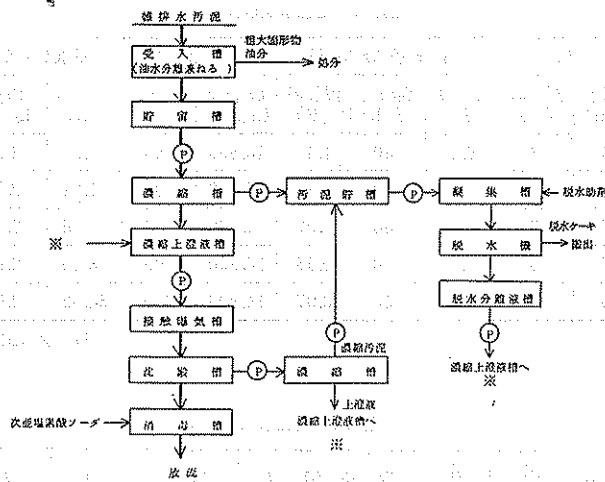 雑排水汚泥
受入槽
(油水分離兼ねる)
粗大固形物
油分
処分
貯留槽
P
濃縮槽
P
汚泥貯槽
P
凝集槽
脱水助剤
※
濃縮上澄液槽
脱水機
脱水ケーキ
搬出
P
脱水分離液槽
接触曝気槽
P
P
濃縮汚泥
濃縮上澄液槽へ
※
沈殿槽
P
濃縮槽
次亜塩素酸ソーダ
消毒槽
上澄液
濃縮上澄液槽へ
※
放流